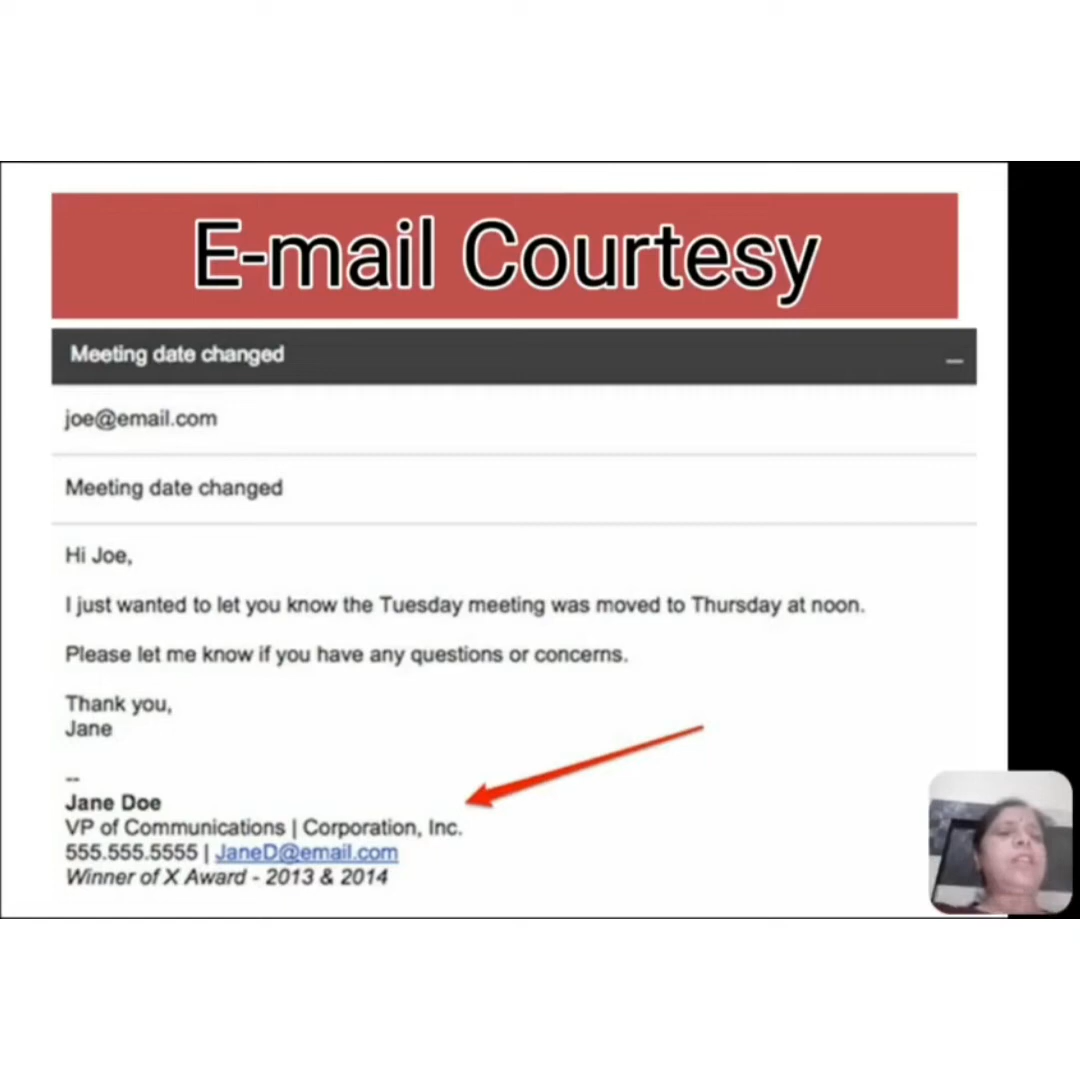 E-mail Courtesy
Meeting date changed
joe@email.com
Meeting date changed
Hi Joe,
I just wanted to let you know the Tuesday meeting was moved to Thursday at noon.
Please let me know if you have any questions or concerns.
Thank you,
Jane
--
Jane Doe
VP of Communications | Corporation, Inc.
555.555.5555 | JaneD@email.com
Winner of X Award - 2013 & 2014